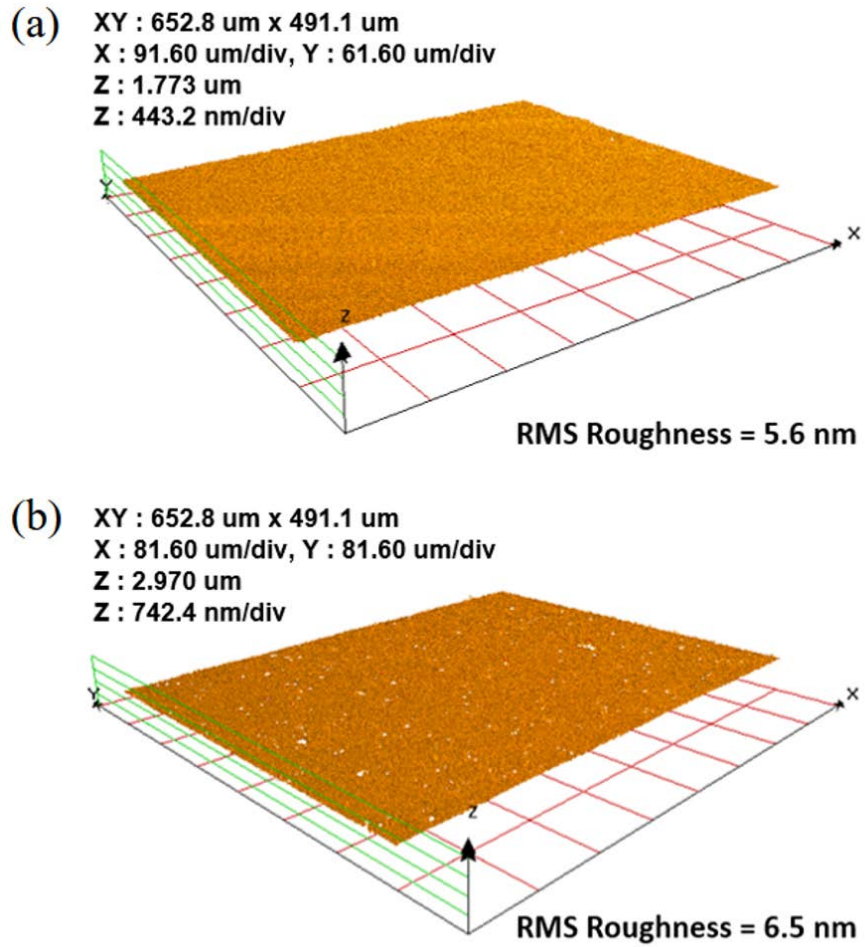 (a)
XY : 652.8 um x 491.1 um
X : 91.60 um/div, Y : 61.60 um/div
Z : 1.773 um
Z : 443.2 nm/div
Y
X
Z
RMS Roughness = 5.6 nm
(b)
XY : 652.8 um x 491.1 um
X : 81.60 um/div, Y : 81.60 um/div
Z : 2.970 um
Z : 742.4 nm/div
Y
X
Z
RMS Roughness = 6.5 nm